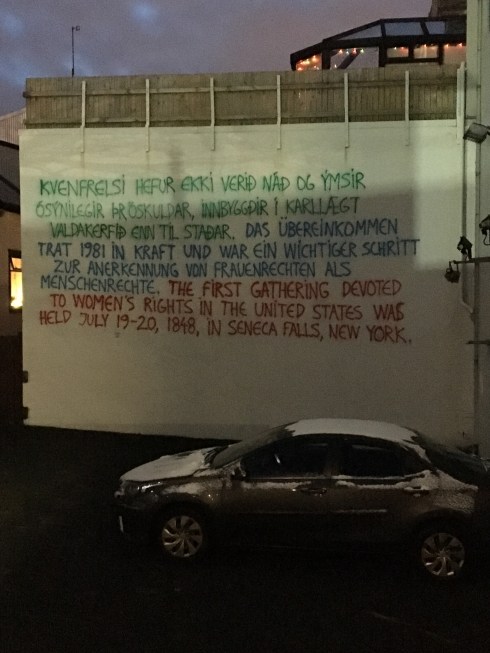 KVENFRELSI HEFUR EKKI VERIÐ NÁÐ OG ÝMSIR
ÓSÝNILEGIR ÞRÖSKULDAR, INNBYGGÐIR Í KARLLÆGT
VALDAKERFIÐ ENN TIL STAÐAR. DAS ÜBEREINKOMMEN
TRAT 1981 IN KRAFT UND WAR EIN WICHTIGER SCHRITT
ZUR ANERKENNUNG VON FRAUENRECHTEN ALS
MENSCHENRECHTE. THE FIRST GATHERING DEVOTED
TO WOMEN'S RIGHTS IN THE UNITED STATES WAS
HELD JULY 19-20, 1848, IN SENECA FALLS, NEW YORK.